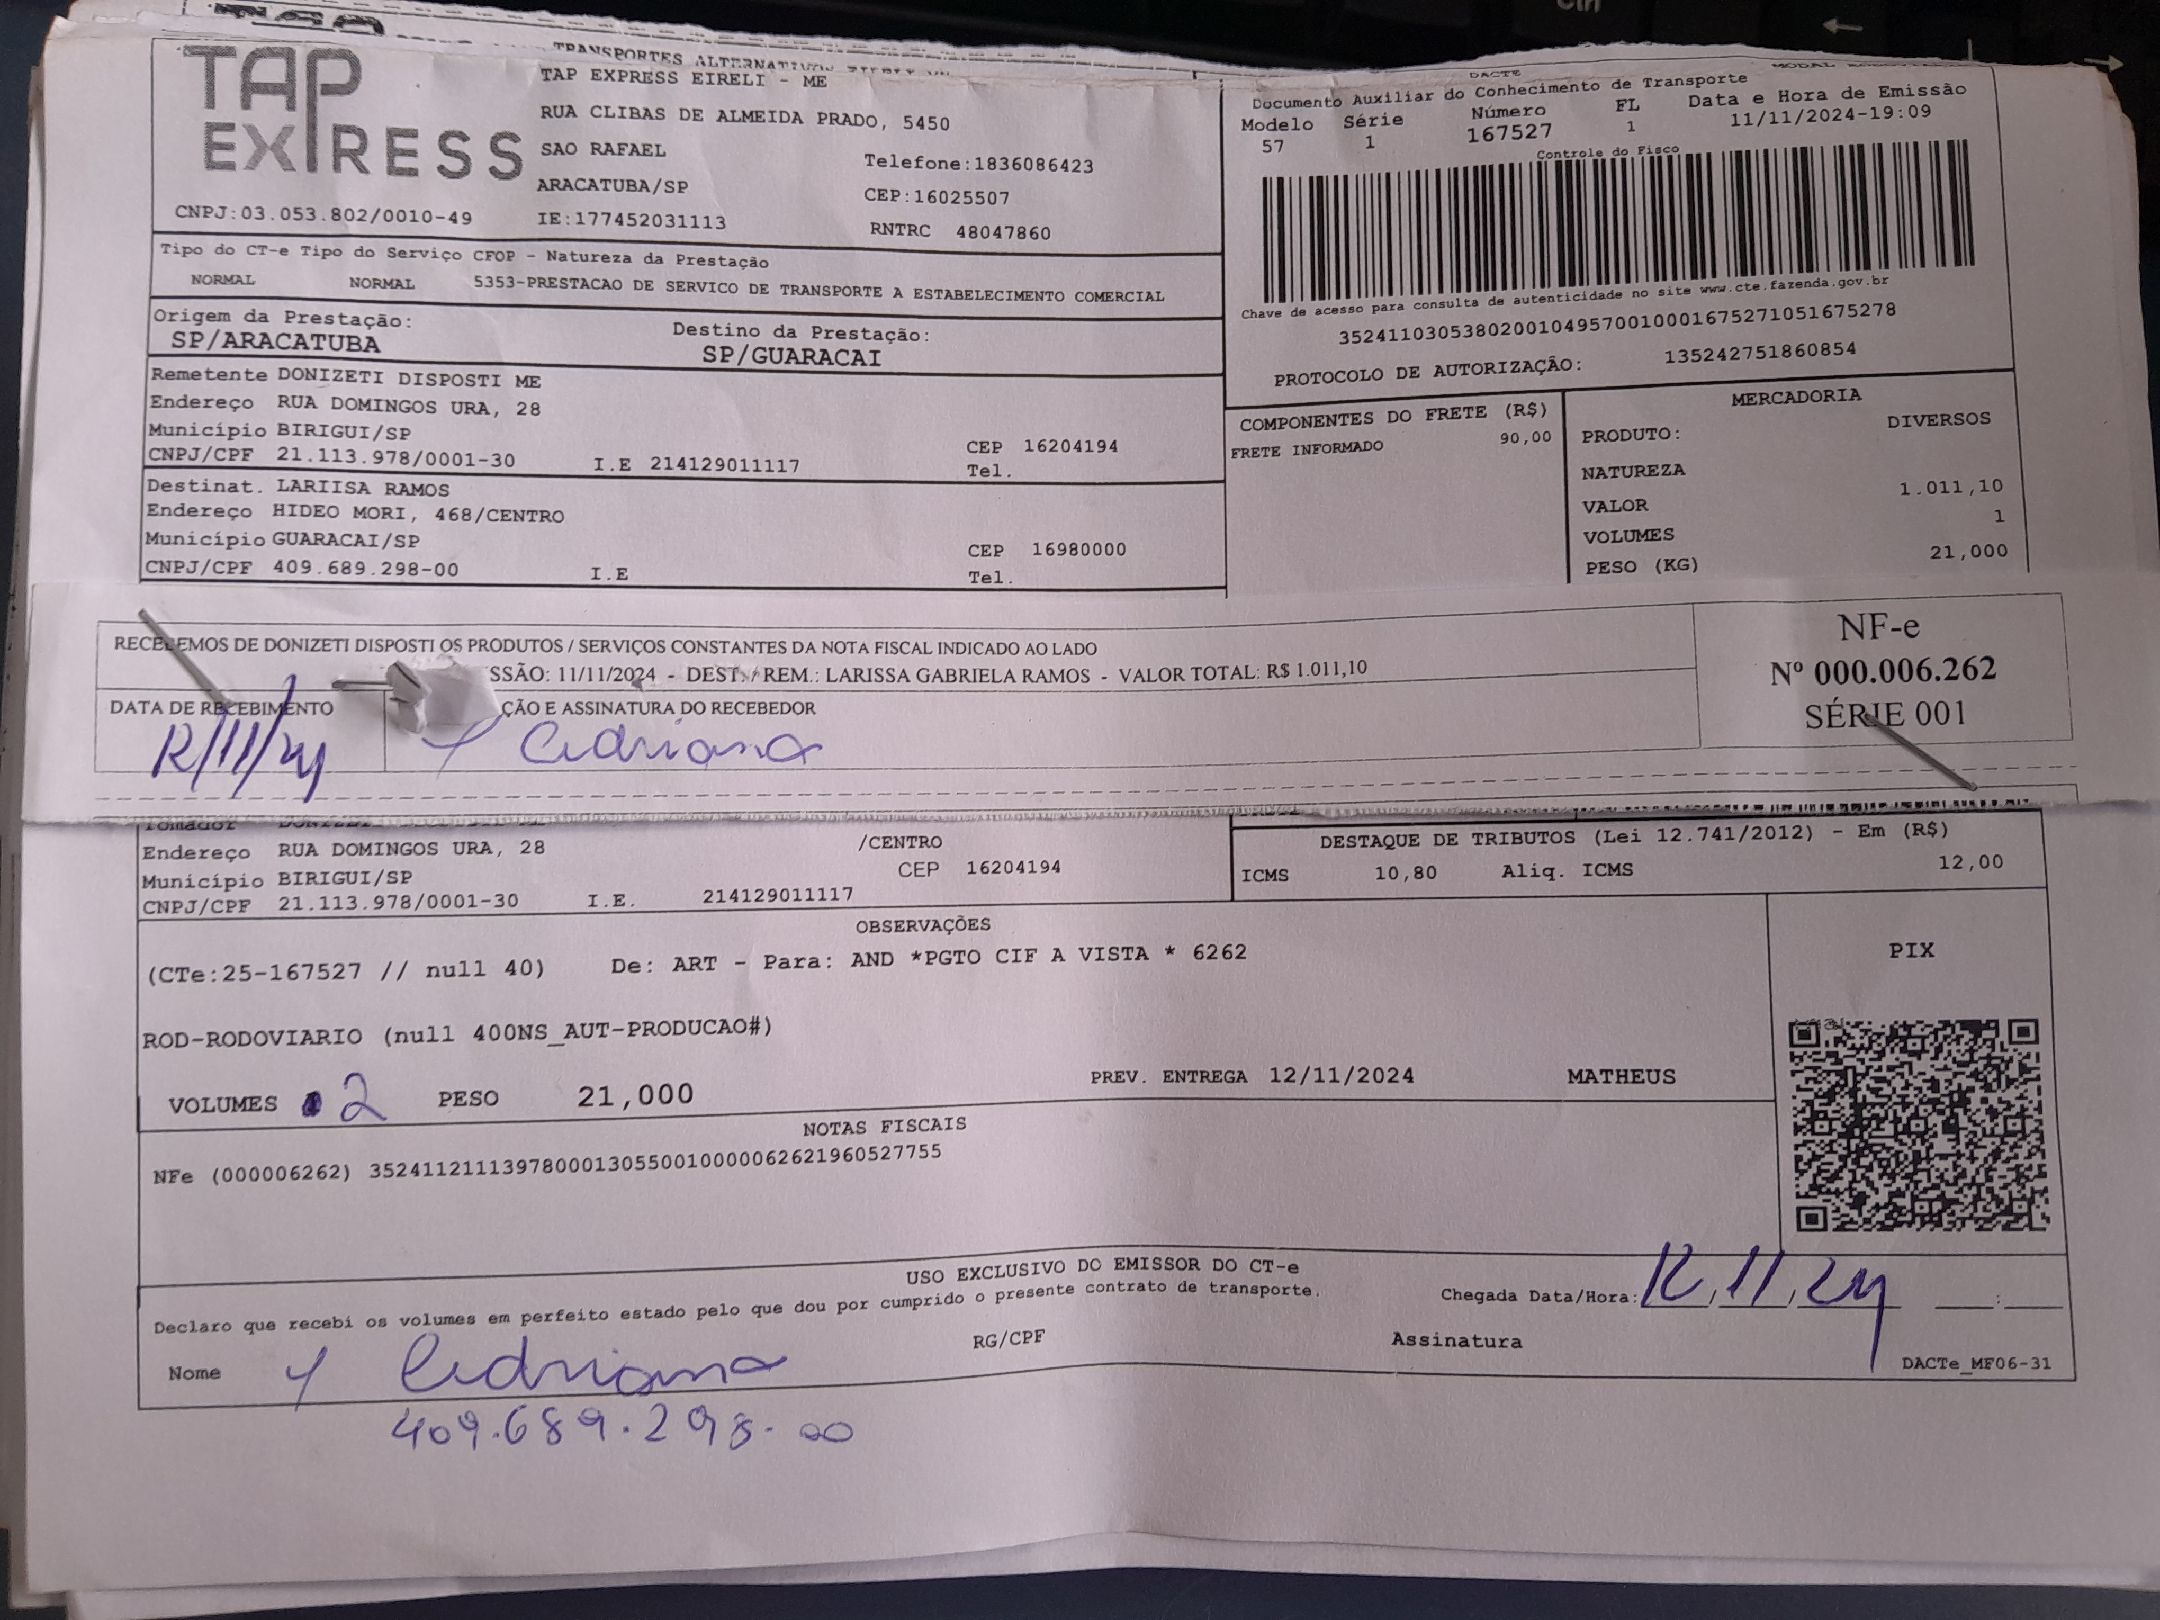 TRANSPORTES ALTERNATIVOS EIRELI
TAP EXPRESS
TAP EXPRESS EIRELI - ME
RUA CLIBAS DE ALMEIDA PRADO, 5450
SAO RAFAEL
Telefone:1836086423
ARACATUBA/SP
CEP:16025507
CNPJ:03.053.802/0010-49
IE:177452031113
RNTRC 48047860
DACTE
Documento Auxiliar do Conhecimento de Transporte
Modelo Série Número FL Data e Hora de Emissão
57 1 167527 1 11/11/2024-19:09
Controle do Fisco
Chave de acesso para consulta de autenticidade no site www.cte.fazenda.gov.br
35241103053802001049570010001675271051675278
PROTOCOLO DE AUTORIZAÇÃO: 135242751860854
Tipo do CT-e Tipo do Serviço CFOP - Natureza da Prestação
NORMAL NORMAL 5353-PRESTACAO DE SERVICO DE TRANSPORTE A ESTABELECIMENTO COMERCIAL
Origem da Prestação: Destino da Prestação:
SP/ARACATUBA SP/GUARACAI
Remetente DONIZETI DISPOSTI ME
Endereço RUA DOMINGOS URA, 28
Município BIRIGUI/SP CEP 16204194
CNPJ/CPF 21.113.978/0001-30 I.E 214129011117 Tel.
Destinat. LARIISA RAMOS
Endereço HIDEO MORI, 468/CENTRO
Município GUARACAI/SP CEP 16980000
CNPJ/CPF 409.689.298-00 I.E Tel.
COMPONENTES DO FRETE (R$)
FRETE INFORMADO 90,00
MERCADORIA
PRODUTO: DIVERSOS
NATUREZA
VALOR 1.011,10
VOLUMES 1
PESO (KG) 21,000
RECEBEMOS DE DONIZETI DISPOSTI OS PRODUTOS / SERVIÇOS CONSTANTES DA NOTA FISCAL INDICADO AO LADO
SSÃO: 11/11/2024 - DEST. / REM.: LARISSA GABRIELA RAMOS - VALOR TOTAL: R$ 1.011,10
DATA DE RECEBIMENTO
ÇÃO E ASSINATURA DO RECEBEDOR
12/11/24
Adriana
NF-e
Nº 000.006.262
SÉRIE 001
Tomador
Endereço RUA DOMINGOS URA, 28 /CENTRO
Município BIRIGUI/SP CEP 16204194
CNPJ/CPF 21.113.978/0001-30 I.E. 214129011117
DESTAQUE DE TRIBUTOS (Lei 12.741/2012) - Em (R$)
ICMS 10,80 Aliq. ICMS 12,00
OBSERVAÇÕES
(CTe:25-167527 // null 40) De: ART - Para: AND *PGTO CIF A VISTA * 6262
ROD-RODOVIARIO (null 400NS_AUT-PRODUCAO#)
PREV. ENTREGA 12/11/2024 MATHEUS
VOLUMES 2 PESO 21,000
PIX
NOTAS FISCAIS
NFe (000006262) 35241121113978000130550010000062621960527755
USO EXCLUSIVO DO EMISSOR DO CT-e
Declaro que recebi os volumes em perfeito estado pelo que dou por cumprido o presente contrato de transporte.
Chegada Data/Hora: 12,11,24 :
Nome Adriana RG/CPF Assinatura
DACTe_MF06-31
409.689.298.00